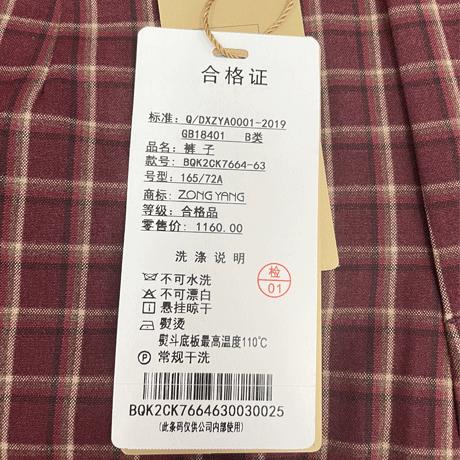 合格证
标准: Q/DXZYA0001-2019
GB18401 B类
品名: 裤 子
款号: BQK2CK7664-63
号型: 165/72A
商标: ZONG YANG
等级: 合格品
零售价: 1160.00
洗涤说明
不可水洗
不可漂白
悬挂晾干
熨烫
熨斗底板最高温度110℃
P 常规干洗
检
01
BQK2CK7664630030025
(此条码仅供公司内部使用)